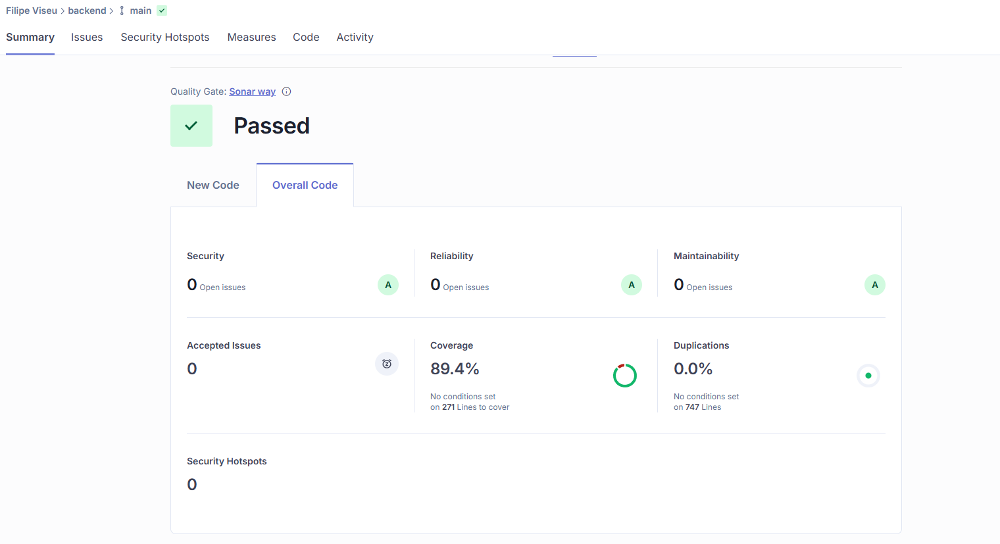 Filipe Viseu > backend > main
Summary Issues Security Hotspots Measures Code Activity
Quality Gate: Sonar way
Passed
New Code Overall Code
Security Reliability Maintainability
0 Open issues A 0 Open issues A 0 Open issues A
Accepted Issues Coverage Duplications
0 89.4% 0.0%
No conditions set No conditions set
on 271 Lines to cover on 747 Lines
Security Hotspots
0